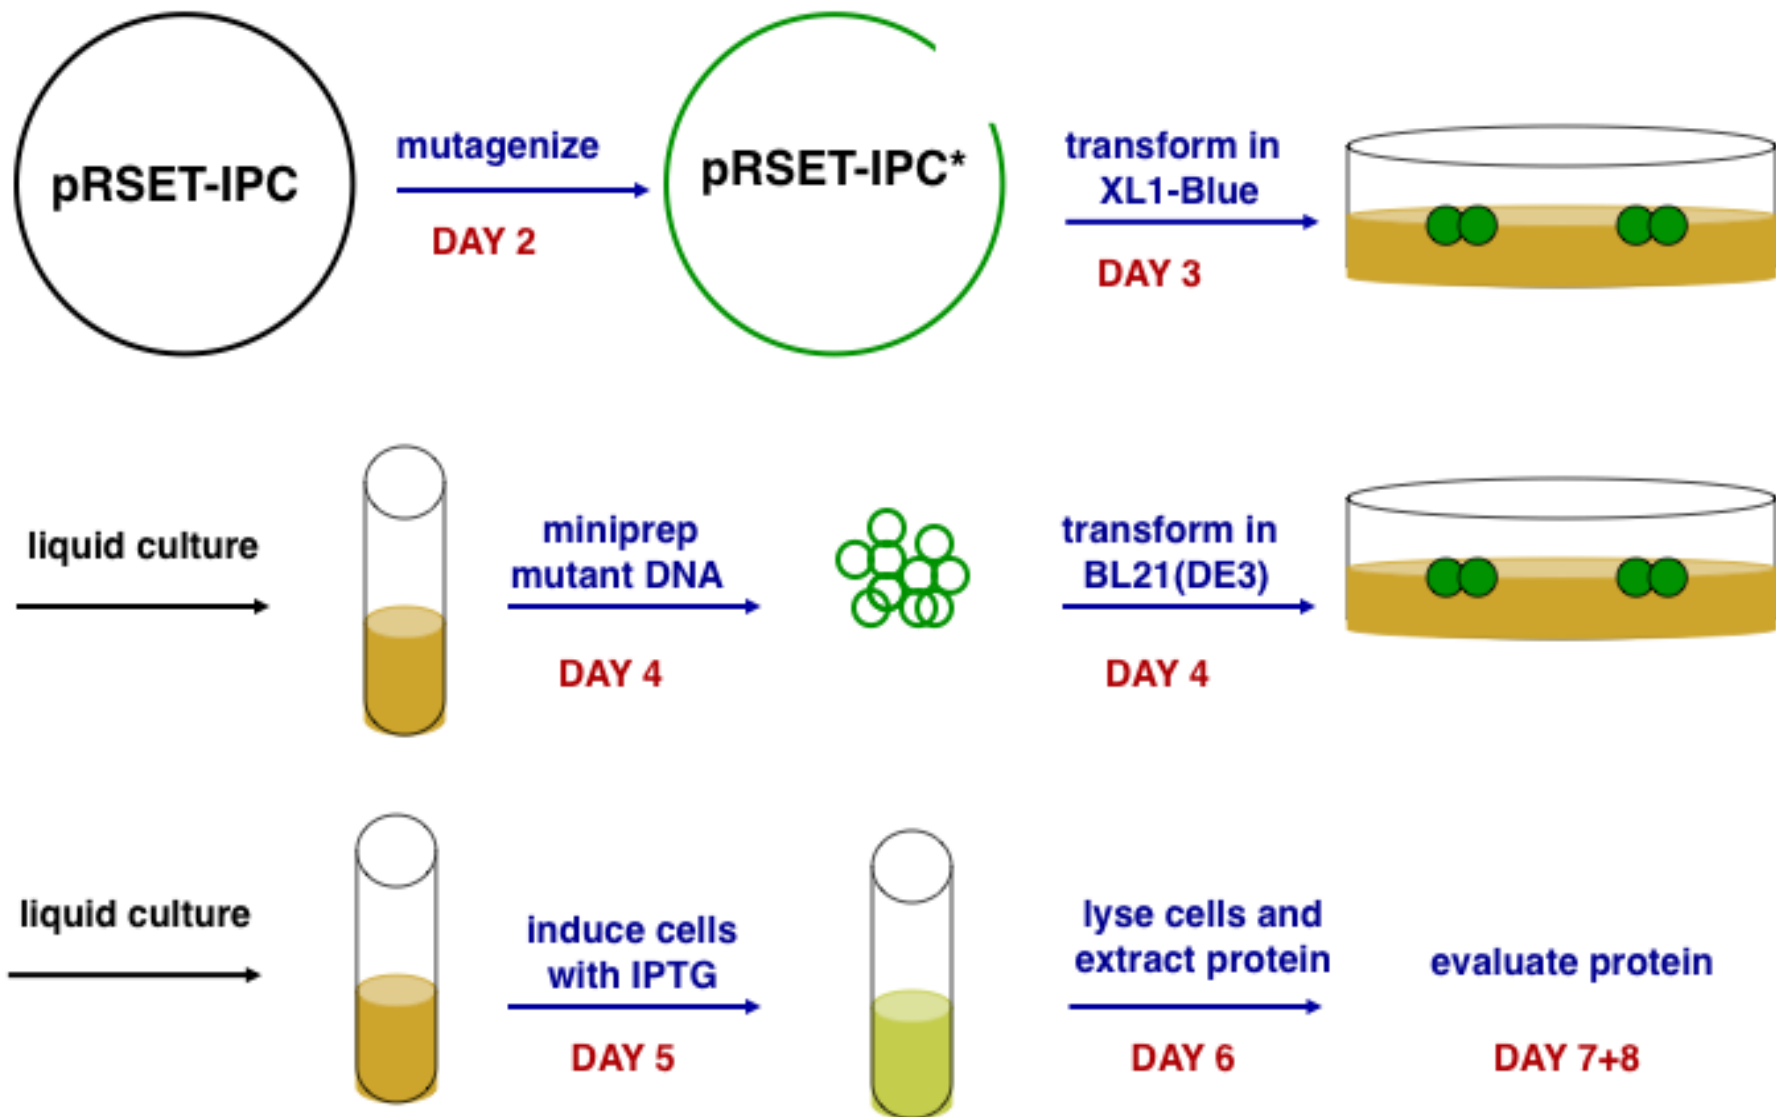 pRSET-IPC
mutagenize
DAY 2
pRSET-IPC*
transform in
XL1-Blue
DAY 3
liquid culture
miniprep
mutant DNA
DAY 4
transform in
BL21(DE3)
DAY 4
liquid culture
induce cells
with IPTG
DAY 5
lyse cells and
extract protein
DAY 6
evaluate protein
DAY 7+8